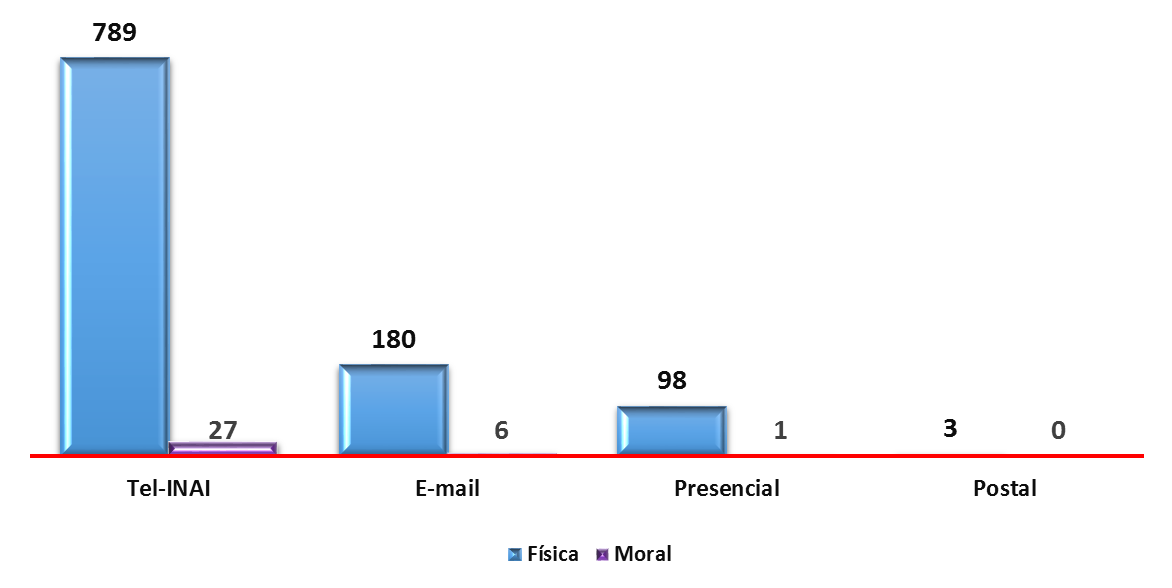 789
27
180
6
98
1
3
0
Tel-INAI
E-mail
Presencial
Postal
Física
Moral